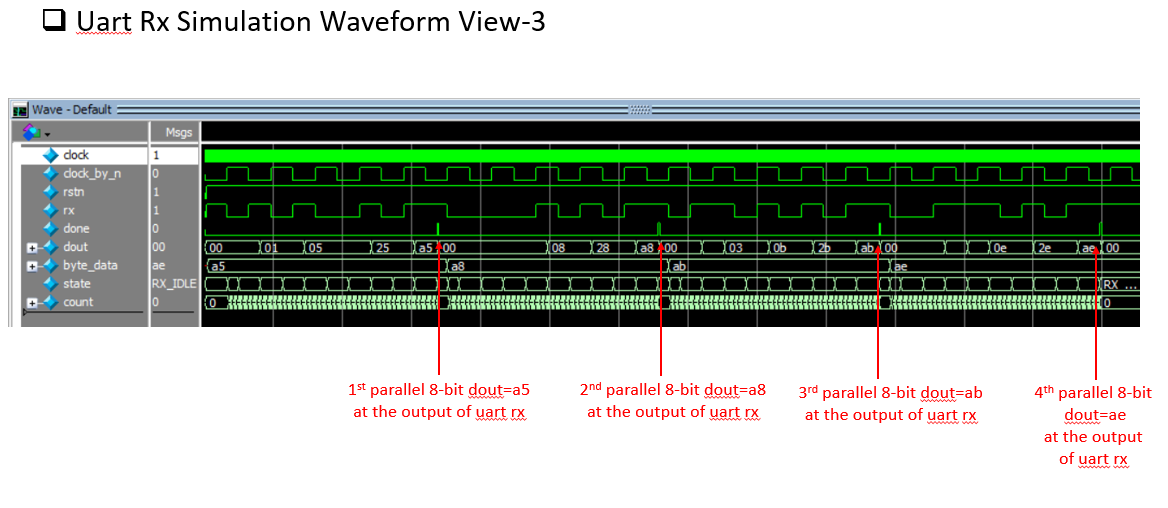 Uart Rx Simulation Waveform View-3
Wave - Default
Msgs
clock 1
clock_by_n 0
rstn 1
rx 1
done 0
dout 00 00 01 05 25 a5 00 08 28 a8 00 03 0b 2b ab 00 0e 2e ae 00
byte_data ae a5 a8 ab ae
state RX_IDLE RX ...
count 0 0 0
1st parallel 8-bit dout=a5
at the output of uart rx
2nd parallel 8-bit dout=a8
at the output of uart rx
3rd parallel 8-bit dout=ab
at the output of uart rx
4th parallel 8-bit
dout=ae
at the output
of uart rx